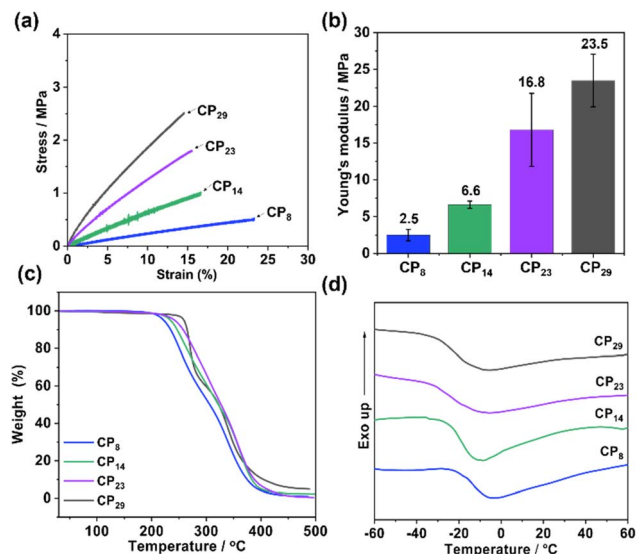 (a)
Stress / MPa
4
3
2
1
0
CP29
CP23
CP14
CP8
0 5 10 15 20 25 30
Strain (%)
(b)
Young's modulus / MPa
30
25
20
15
10
5
0
2.5
6.6
16.8
23.5
CP8 CP14 CP23 CP29
(c)
Weight (%)
100
80
60
40
20
0
CP8
CP14
CP23
CP29
100 200 300 400 500
Temperature / °C
(d)
Exo up
CP29
CP23
CP14
CP8
-60 -40 -20 0 20 40 60
Temperature / °C